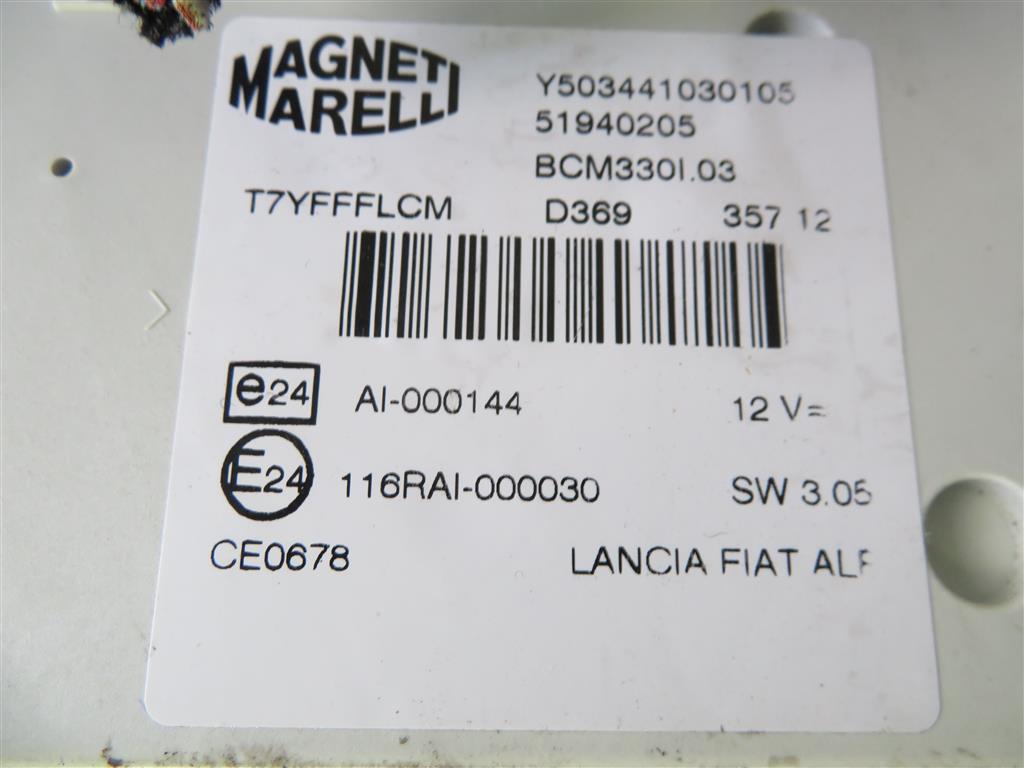 MAGNETI
MARELLI
Y503441030105
51940205
BCM330I.03
T7YFFFLCM D369 357 12
e24 AI-000144 12 V=
E24 116RAI-000030 SW 3.05
CE0678 LANCIA FIAT